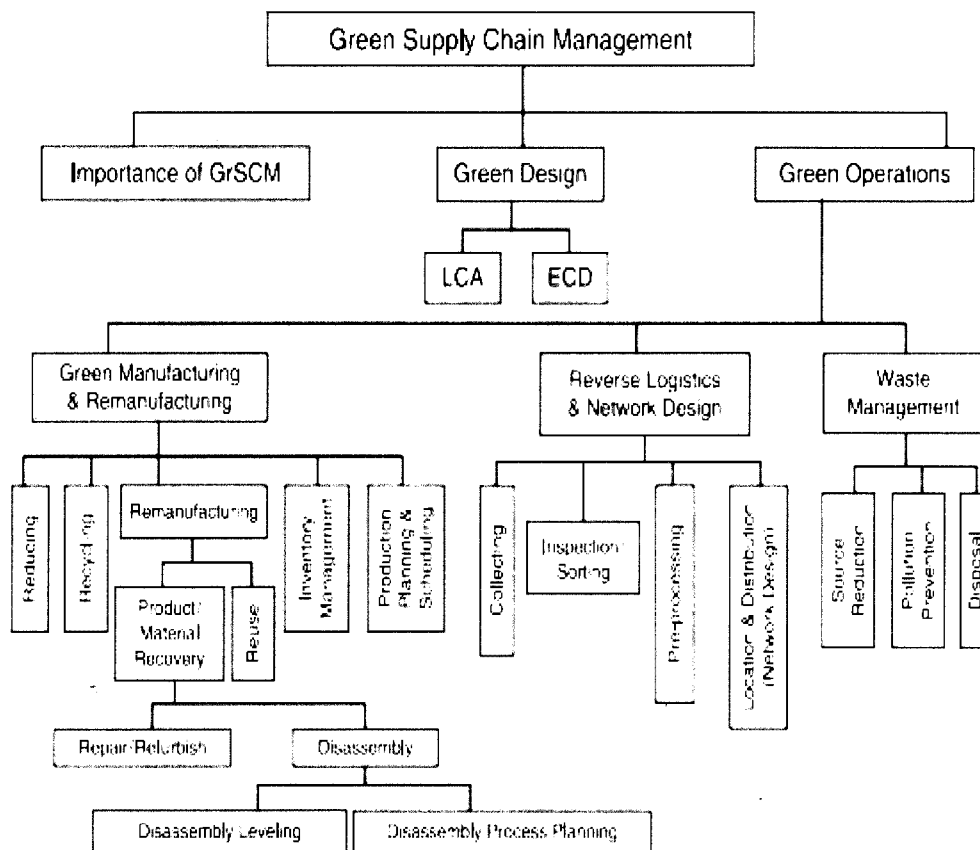 Green Supply Chain Management
Importance of GrSCM
Green Design
Green Operations
LCA
ECD
Green Manufacturing
& Remanufacturing
Reverse Logistics
& Network Design
Waste
Management
Reducing
Recycling
Remanufacturing
Inventory
Management
Production
Planning &
Scheduling
Collecting
Inspection/
Sorting
Pre-processing
Location & Distribution
(Network Design)
Source
Reduction
Pollution
Prevention
Disposal
Product/
Material
Recovery
Reuse
Repair/Refurbish
Disassembly
Disassembly Leveling
Disassembly Process Planning